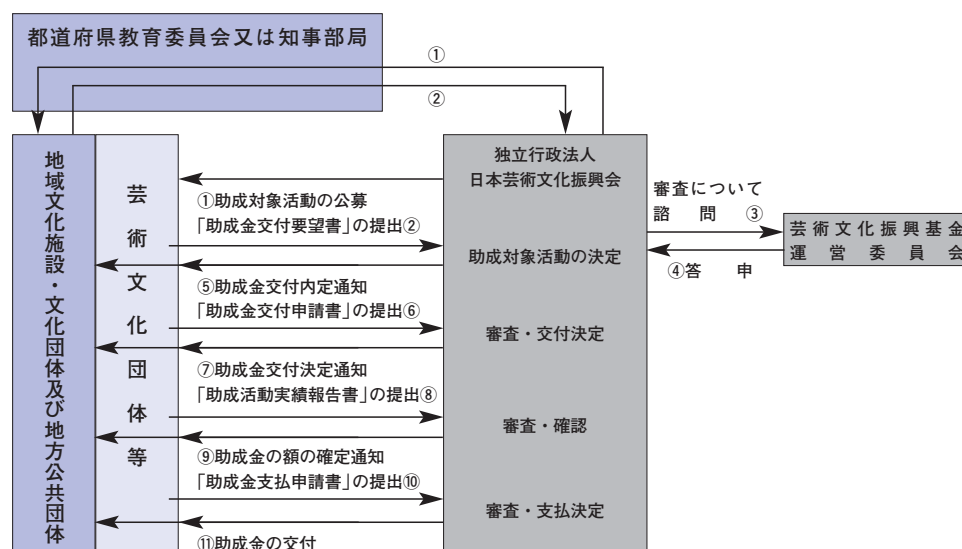 都道府県教育委員会又は知事部局
①
②
地域文化施設・文化団体及び地方公共団体
芸術文化団体等
①助成対象活動の公募
「助成金交付要望書」の提出②
⑤助成金交付内定通知
「助成金交付申請書」の提出⑥
⑦助成金交付決定通知
「助成活動実績報告書」の提出⑧
⑨助成金の額の確定通知
「助成金支払申請書」の提出⑩
⑪助成金の交付
独立行政法人
日本芸術文化振興会
助成対象活動の決定
審査・交付決定
審査・確認
審査・支払決定
審査について
諮問③
④答申
芸術文化振興基金
運営委員会